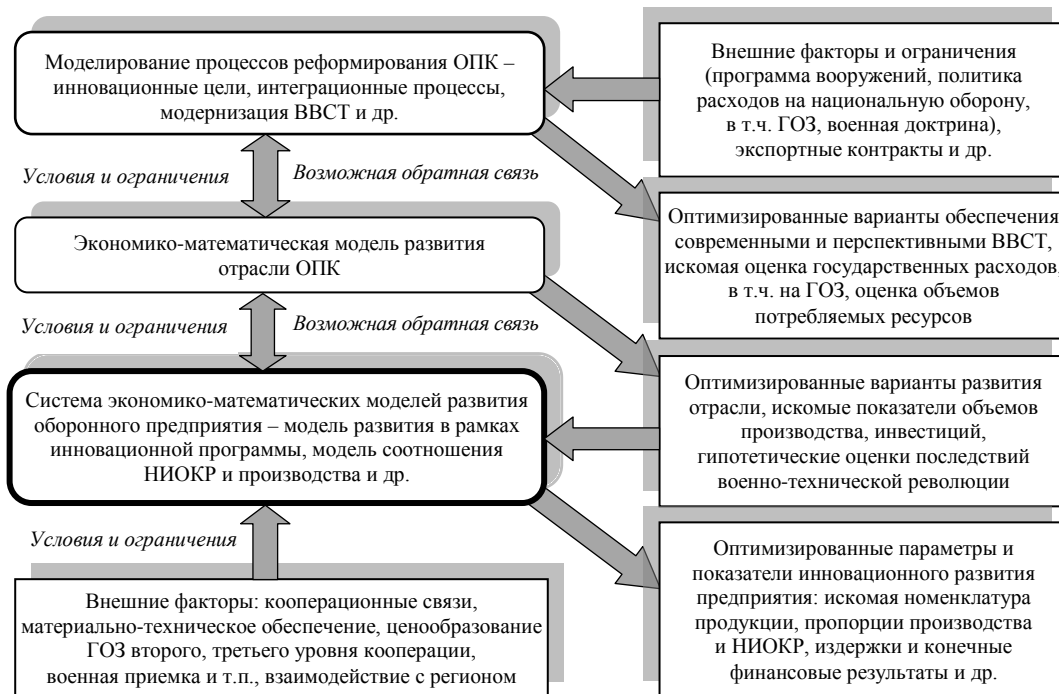 Моделирование процессов реформирования ОПК –
инновационные цели, интеграционные процессы,
модернизация ВВСТ и др.
Внешние факторы и ограничения
(программа вооружений, политика
расходов на национальную оборону,
в т.ч. ГОЗ, военная доктрина),
экспортные контракты и др.
Условия и ограничения
Возможная обратная связь
Экономико-математическая модель развития
отрасли ОПК
Оптимизированные варианты обеспечения
современными и перспективными ВВСТ,
искомая оценка государственных расходов,
в т.ч. на ГОЗ, оценка объемов
потребляемых ресурсов
Условия и ограничения
Возможная обратная связь
Система экономико-математических моделей развития
оборонного предприятия – модель развития в рамках
инновационной программы, модель соотношения
НИОКР и производства и др.
Оптимизированные варианты развития
отрасли, искомые показатели объемов
производства, инвестиций,
гипотетические оценки последствий
военно-технической революции
Условия и ограничения
Внешние факторы: кооперационные связи,
материально-техническое обеспечение, ценообразование
ГОЗ второго, третьего уровня кооперации,
военная приемка и т.п., взаимодействие с регионом
Оптимизированные параметры и
показатели инновационного развития
предприятия: искомая номенклатура
продукции, пропорции производства
и НИОКР, издержки и конечные
финансовые результаты и др.